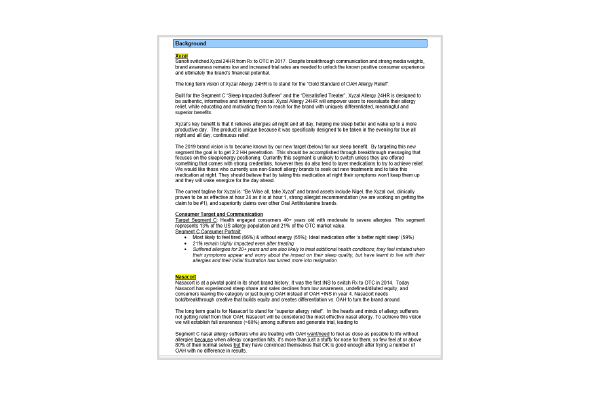 Background
Xyzal
Sanofi switched Xyzal 24HR from Rx to OTC in 2017. Despite breakthrough communication and strong media weights,
brand awareness remains low and increased trial rates are needed to unlock the known positive consumer experience
and ultimately the brand's financial potential.
The long term vision of Xyzal Allergy 24HR is to stand for the "Gold Standard of OAH Allergy Relief"
Built for the Segment C "Sleep Impacted Sufferer" and the "Dissatisfied Treater", Xyzal Allergy 24HR is designed to
be authentic, informative and inherently social. Xyzal Allergy 24HR will empower users to reevaluate their allergy
relief, while educating and motivating them to reach for the brand with uniquely differentiated, meaningful and
superior benefits.
Xyzal's key benefit is that it relieves allergies all night and all day, helping me sleep better and wake up to a more
productive day. The product is unique because it was specifically designed to be taken in the evening for true all
night and all day, continuous relief.
The 2019 brand vision is to become known by our new target (below) for our sleep benefit. By targeting this new
segment the goal is to get 2.2 HH penetration. This should be accomplished through breakthrough messaging that
focuses on the sleep/energy positioning. Currently this segment is unlikely to switch unless they are offered
something that comes with strong credentials, however they do also tend to layer medications to try to achieve relief.
We would like those who currently use non-Sanofi allergy brands to seek out new treatments and to take this
medication at night. They should believe that by taking this medication at night their symptoms won't keep them up
and they will wake energized for the day ahead
The current tagline for Xyzal is: "Be Wise all, take Xyzal" and brand assets include Nigel, the Xyzal owl, clinically
proven to be as effective at hour 24 as it is at hour 1, strong allergist recommendation (we are working on getting the
claim to be #1), and superiority claims over other Oral Antihistamine brands.
Consumer Target and Communication
Target Segment C: Health engaged consumers 40+ years old with moderate to severe allergies. This segment
represents 13% of the US allergy population and 21% of the OTC market value.
Segment C Consumer Portrait:
• Most likely to feel tired (66%) & without energy (55%), Ideal medication offer is better night sleep (59%)
• 21% remain highly impacted even after treating
• Suffered allergies for 20+ years and are also likely to treat additional health conditions; they feel irritated when
their symptoms appear and worry about the impact on their sleep quality, but have learnt to live with their
allergies and their initial frustration has turned more into resignation
Nasacort
Nasacort is at a pivotal point in its short brand history. It was the first INS to switch Rx to OTC in 2014. Today
Nasacort has experienced steep share and sales declines from low awareness, undefined/dated equity, and
consumers leaving the category or just buying OAH instead of OAH +INS in year 4. Nasacort needs
bold/breakthrough creative that builds equity and creates differentiation vs. OAH to turn the brand around.
The long term goal is for Nasacort to stand for "superior allergy relief". In the hearts and minds of allergy sufferers
not getting relief from their OAH, Nasacort will be considered the most effective nasal allergy. To achieve this vision
we will establish full awareness (>60%) among sufferers and generate trial, leading to
Segment C nasal allergy sufferers who are treating with OAH want/need to feel as close as possible to life without
allergies because when allergy congestion hits, it's more than just a stuffy for nose for them, so few feel at or above
80% of their normal selves but they have convinced themselves that OK is good enough after trying a number of
OAH with no difference in results.